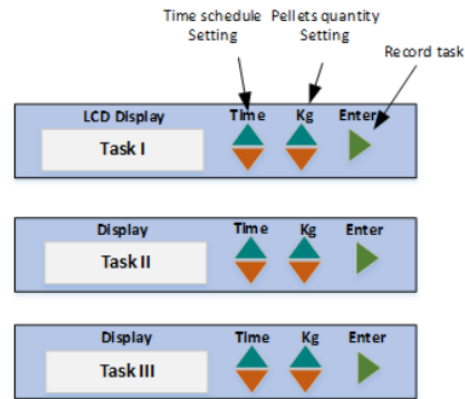 Time schedule Setting
Pellets quantity Setting
Record task
LCD Display Time Kg Enter
Task I
Display Time Kg Enter
Task II
Display Time Kg Enter
Task III